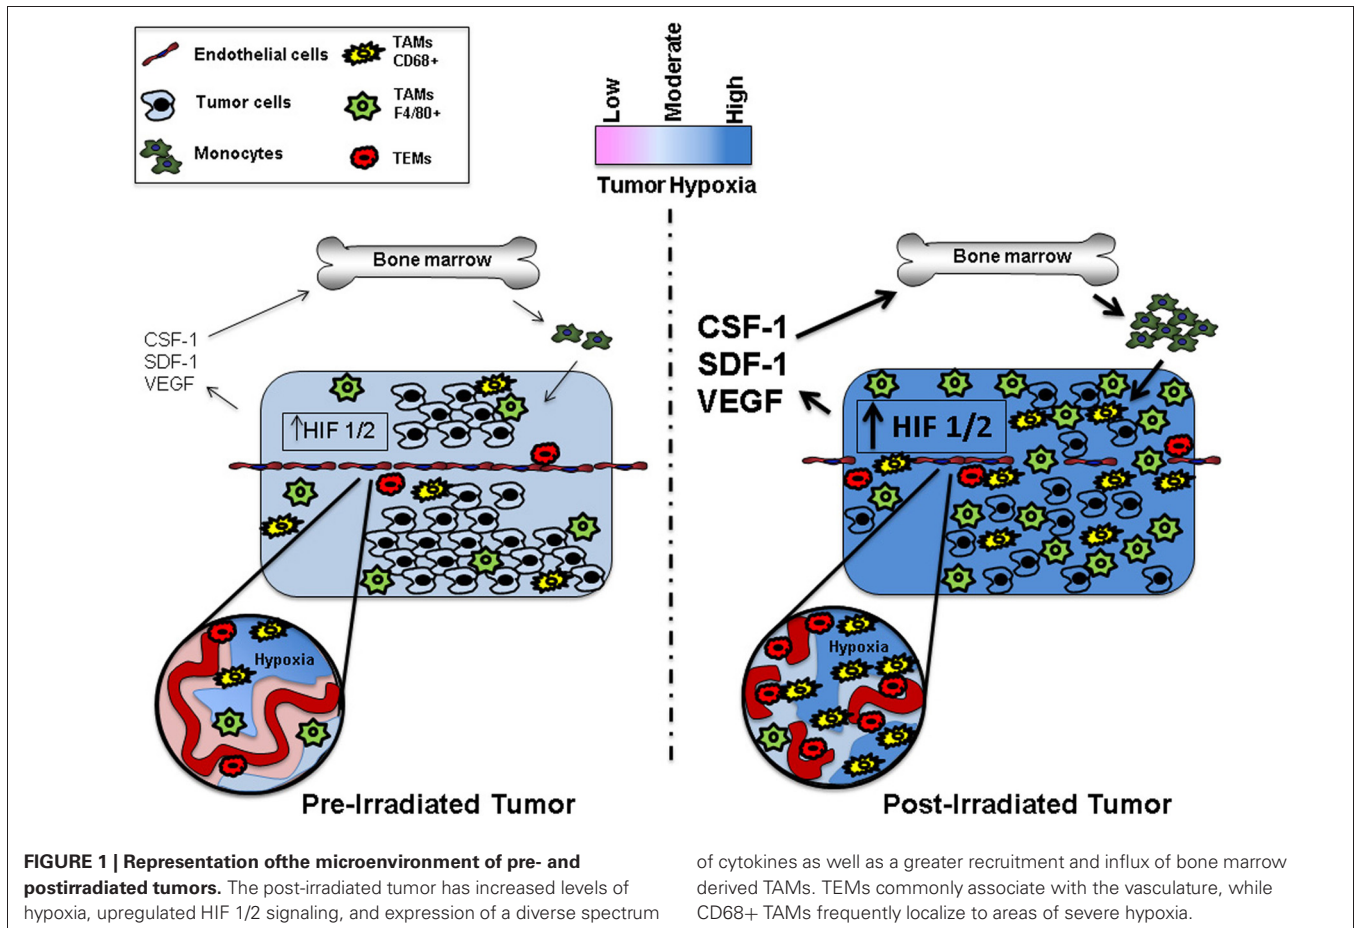 Endothelial cells
TAMs
CD68+
Tumor cells
TAMs
F4/80+
Monocytes
TEMs
Low
Moderate
High
Tumor Hypoxia
Bone marrow
CSF-1
SDF-1
VEGF
↑HIF 1/2
Hypoxia
Pre-Irradiated Tumor
Bone marrow
CSF-1
SDF-1
VEGF
↑ HIF 1/2
Hypoxia
Post-Irradiated Tumor
FIGURE 1 | Representation ofthe microenvironment of pre- and
postirradiated tumors. The post-irradiated tumor has increased levels of
hypoxia, upregulated HIF 1/2 signaling, and expression of a diverse spectrum
of cytokines as well as a greater recruitment and influx of bone marrow
derived TAMs. TEMs commonly associate with the vasculature, while
CD68+ TAMs frequently localize to areas of severe hypoxia.